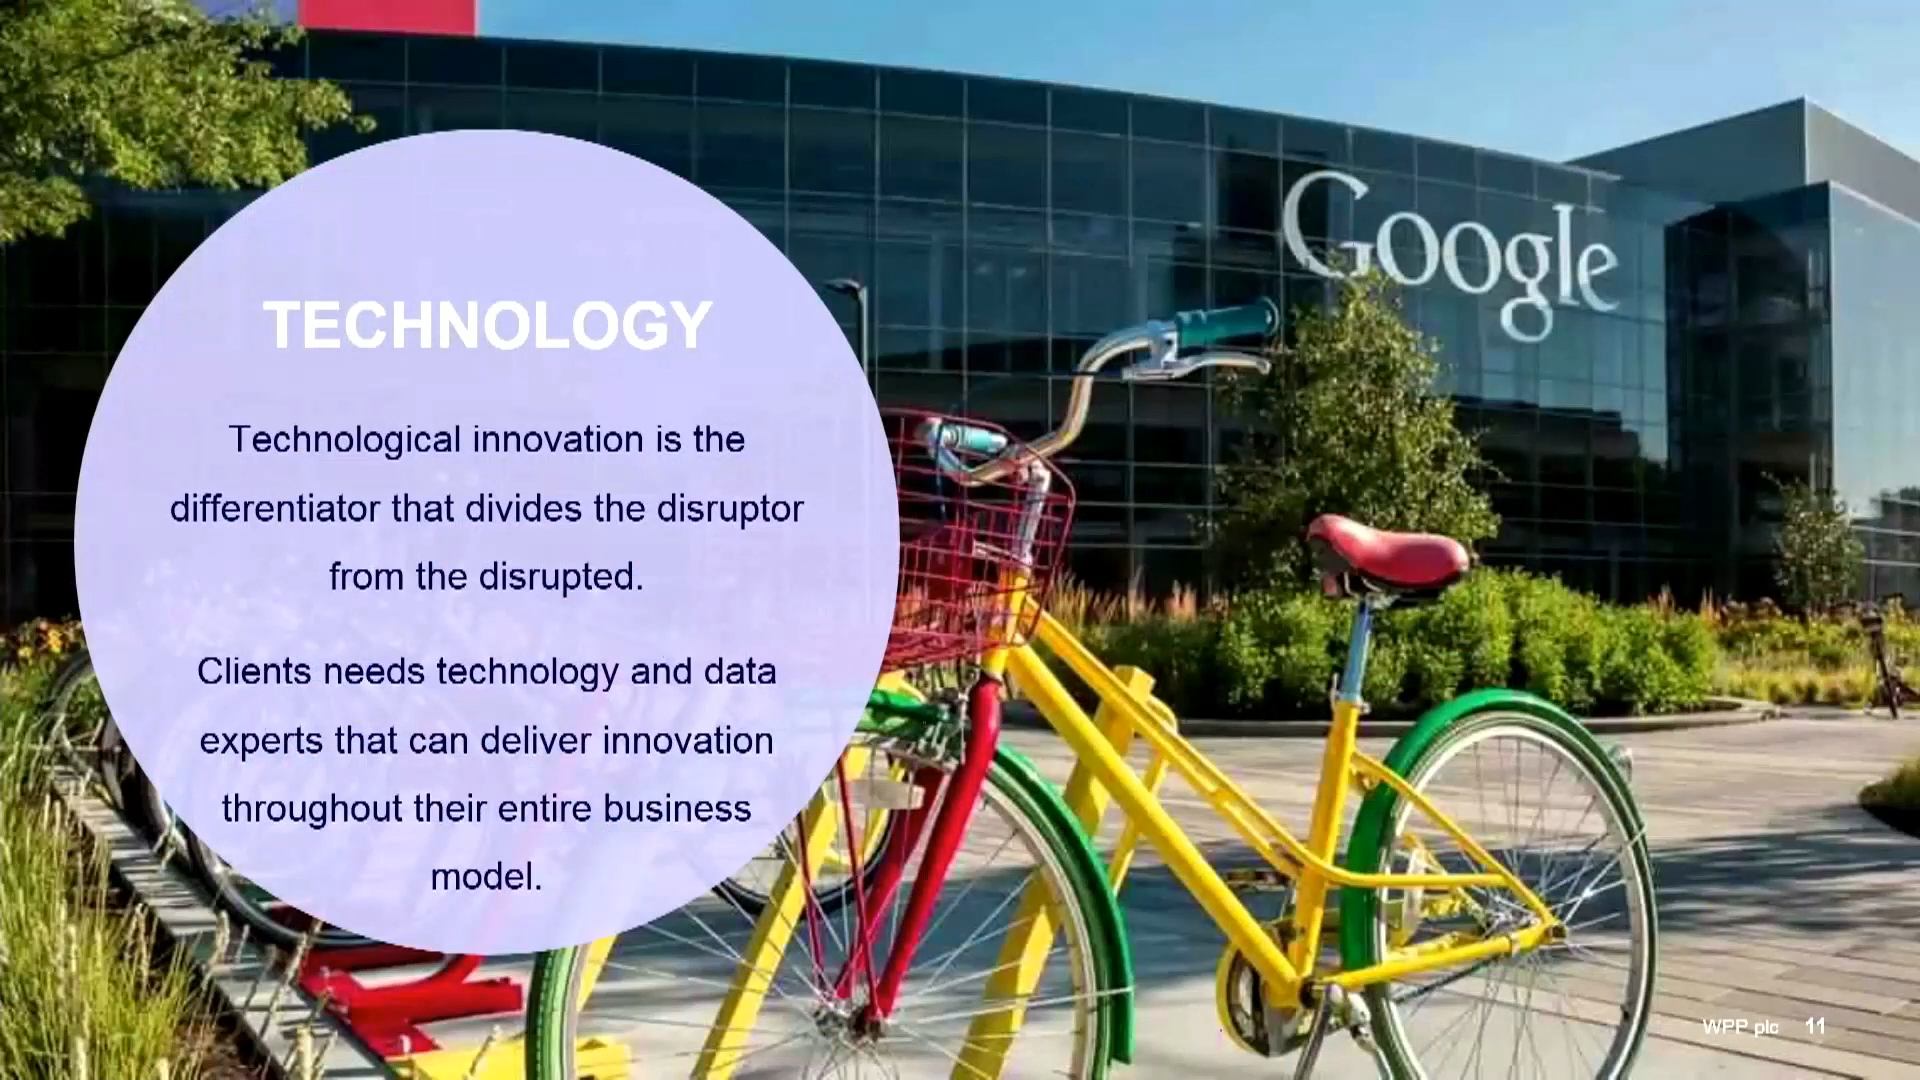 Google
TECHNOLOGY
Technological innovation is the
differentiator that divides the disruptor
from the disrupted.
Clients needs technology and data
experts that can deliver innovation
throughout their entire business
model.
WPP plc 11